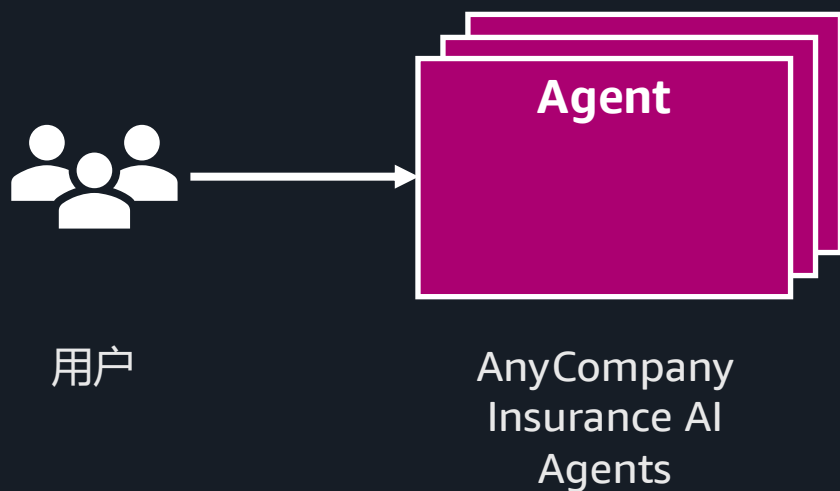 Agent
用户
AnyCompany
Insurance AI
Agents